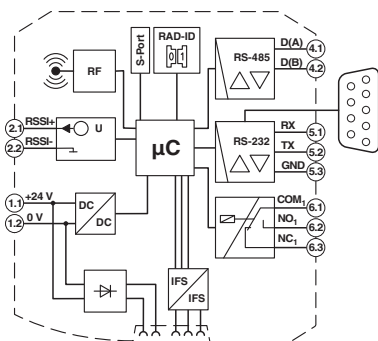 S-Port
RAD-ID
0 1
RF
RS-485
D(A) 4.1
D(B) 4.2
2.1 RSSI+
2.2 RSSI-
U
µC
RS-232
RX 5.1
TX 5.2
GND 5.3
1.1 +24 V
1.2 0 V
DC
DC
COM1 6.1
NO1 6.2
NC1 6.3
IFS
IFS